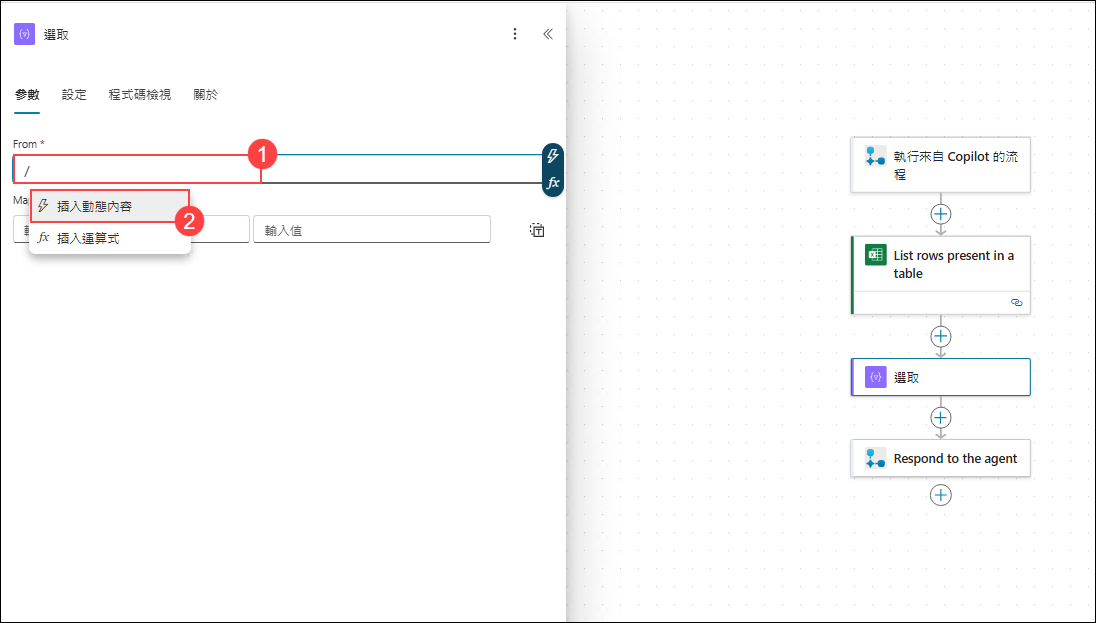 選取
參數
設定
程式碼檢視
關於
From *
1
/
fx
插入動態內容
2
fx 插入運算式
輸入值
執行來自 Copilot 的流
程
List rows present in a
table
選取
Respond to the agent